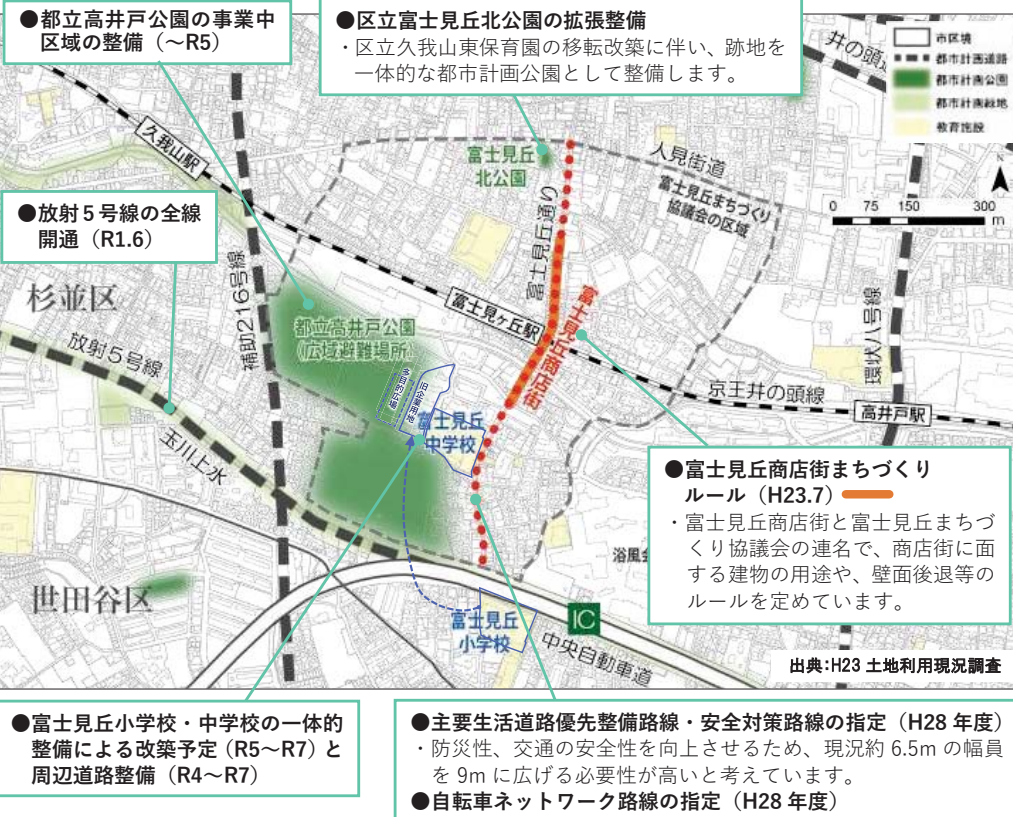 ●都立高井戸公園の事業中
区域の整備（～R5）
●区立富士見丘北公園の拡張整備
・区立久我山東保育園の移転改築に伴い、跡地を
一体的な都市計画公園として整備します。
市区境
都市計画道路
都市計画公園
都市計画緑地
教育施設
N
0 75 150 300
m
井の頭
久我山駅
富士見丘
北公園
人見街道
富士見丘まちづくり
協議会の区域
富士見丘通り
●放射５号線の全線
開通（R1.6）
杉並区
補助216号線
放射５号線
玉川上水
都立高井戸公園
（広域避難場所）
富士見ヶ丘駅
富士見丘商店街
環状八号線
京王井の頭線
高井戸駅
多目的広場
旧企業用地
富士見丘
中学校
●富士見丘商店街まちづくり
ルール（H23.7）
・富士見丘商店街と富士見丘まちづ
くり協議会の連名で、商店街に面
する建物の用途や、壁面後退等の
ルールを定めています。
浴風会
世田谷区
富士見丘
小学校
IC
中央自動車道
出典：H23 土地利用現況調査
●富士見丘小学校・中学校の一体的
整備による改築予定（R5～R7）と
周辺道路整備（R4～R7）
●主要生活道路優先整備路線・安全対策路線の指定（H28 年度）
・防災性、交通の安全性を向上させるため、現況約 6.5m の幅員
を 9m に広げる必要性が高いと考えています。
●自転車ネットワーク路線の指定（H28 年度）